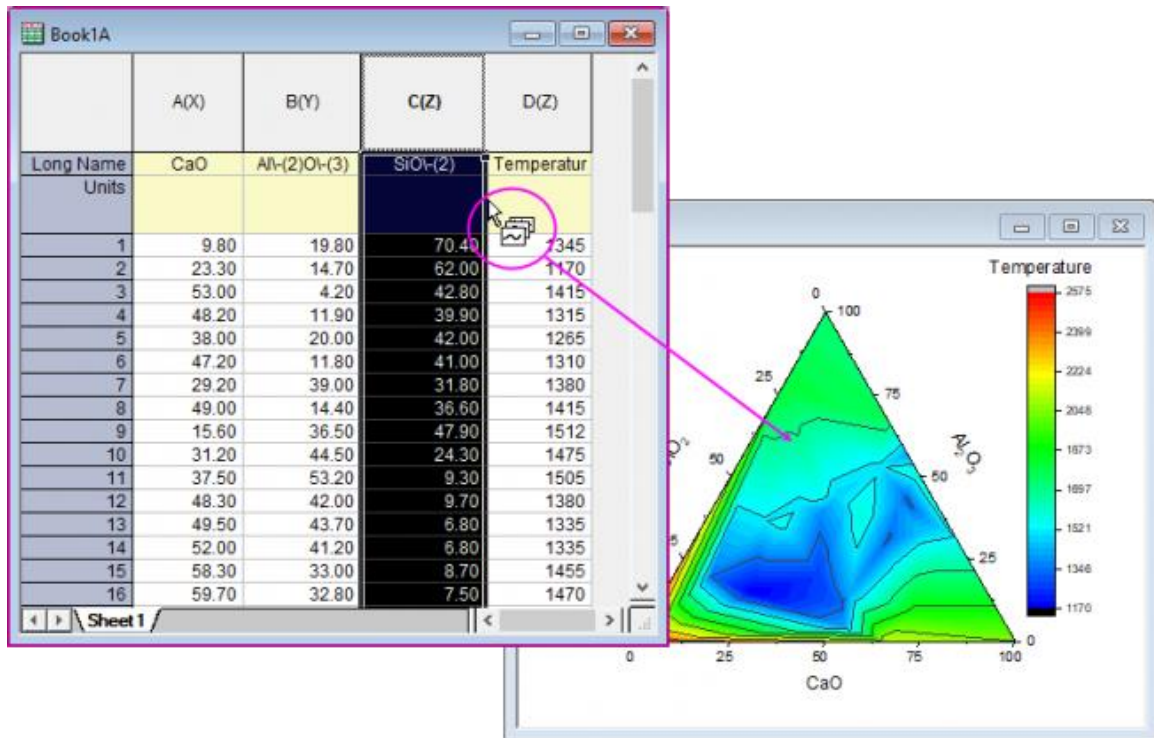 Book1A
A(X) B(Y) C(Z) D(Z)
Long Name CaO Al\-(2)O\-(3) SiO\-(2) Temperatur
Units
1 9.80 19.80 70.40 1345
2 23.30 14.70 62.00 1170
3 53.00 4.20 42.80 1415
4 48.20 11.90 39.90 1315
5 38.00 20.00 42.00 1265
6 47.20 11.80 41.00 1310
7 29.20 39.00 31.80 1380
8 49.00 14.40 36.60 1415
9 15.60 36.50 47.90 1512
10 31.20 44.50 24.30 1475
11 37.50 53.20 9.30 1505
12 48.30 42.00 9.70 1380
13 49.50 43.70 6.80 1335
14 52.00 41.20 6.80 1335
15 58.30 33.00 8.70 1455
16 59.70 32.80 7.50 1470
Sheet1
Temperature
2575
2399
2224
2048
1873
1697
1521
1346
1170
0
100
25
75
50
50
25
0
Al₂O₃
0 25 50 75 100
CaO